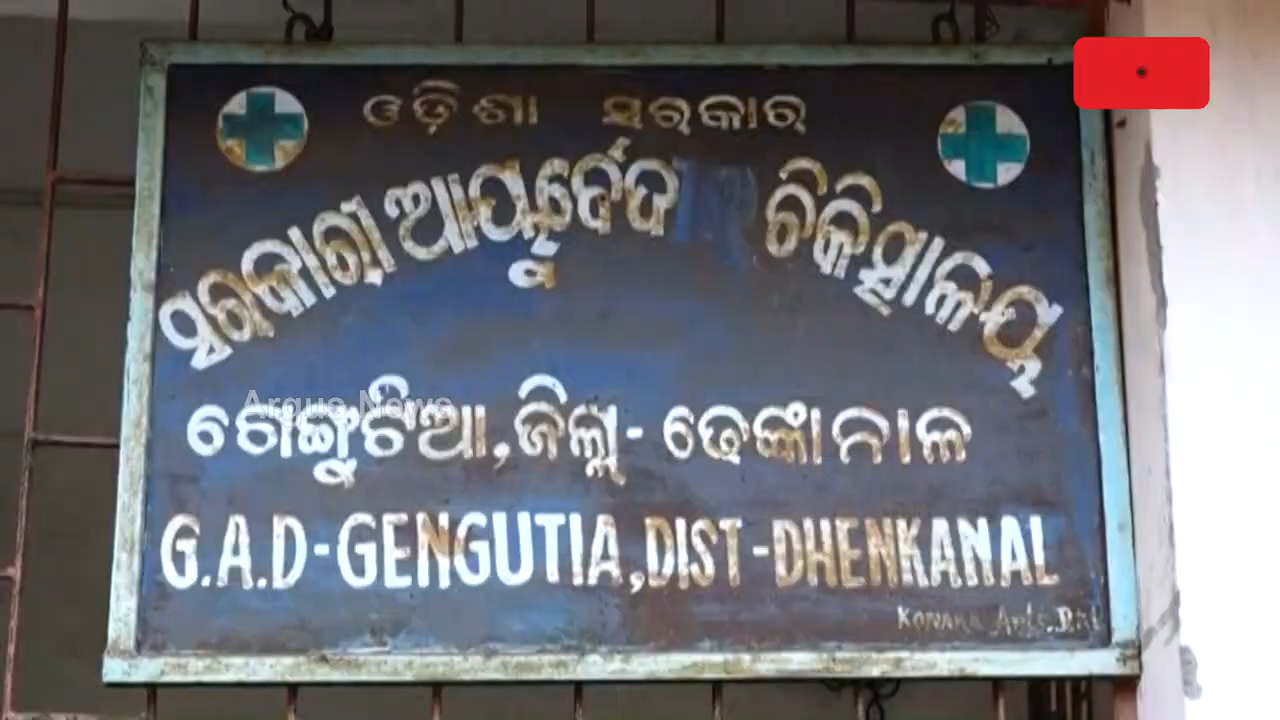 ଓଡ଼ିଶା ସରକାର
ସରକାରୀ ଆୟୁର୍ବେଦ ଚିକିତ୍ସାଳୟ
ଗେଙ୍ଗୁଟିଆ, ଜିଲ୍ଲା - ଢେଙ୍କାନାଳ
Argus News
G.A.D-GENGUTIA, DIST-DHENKANAL